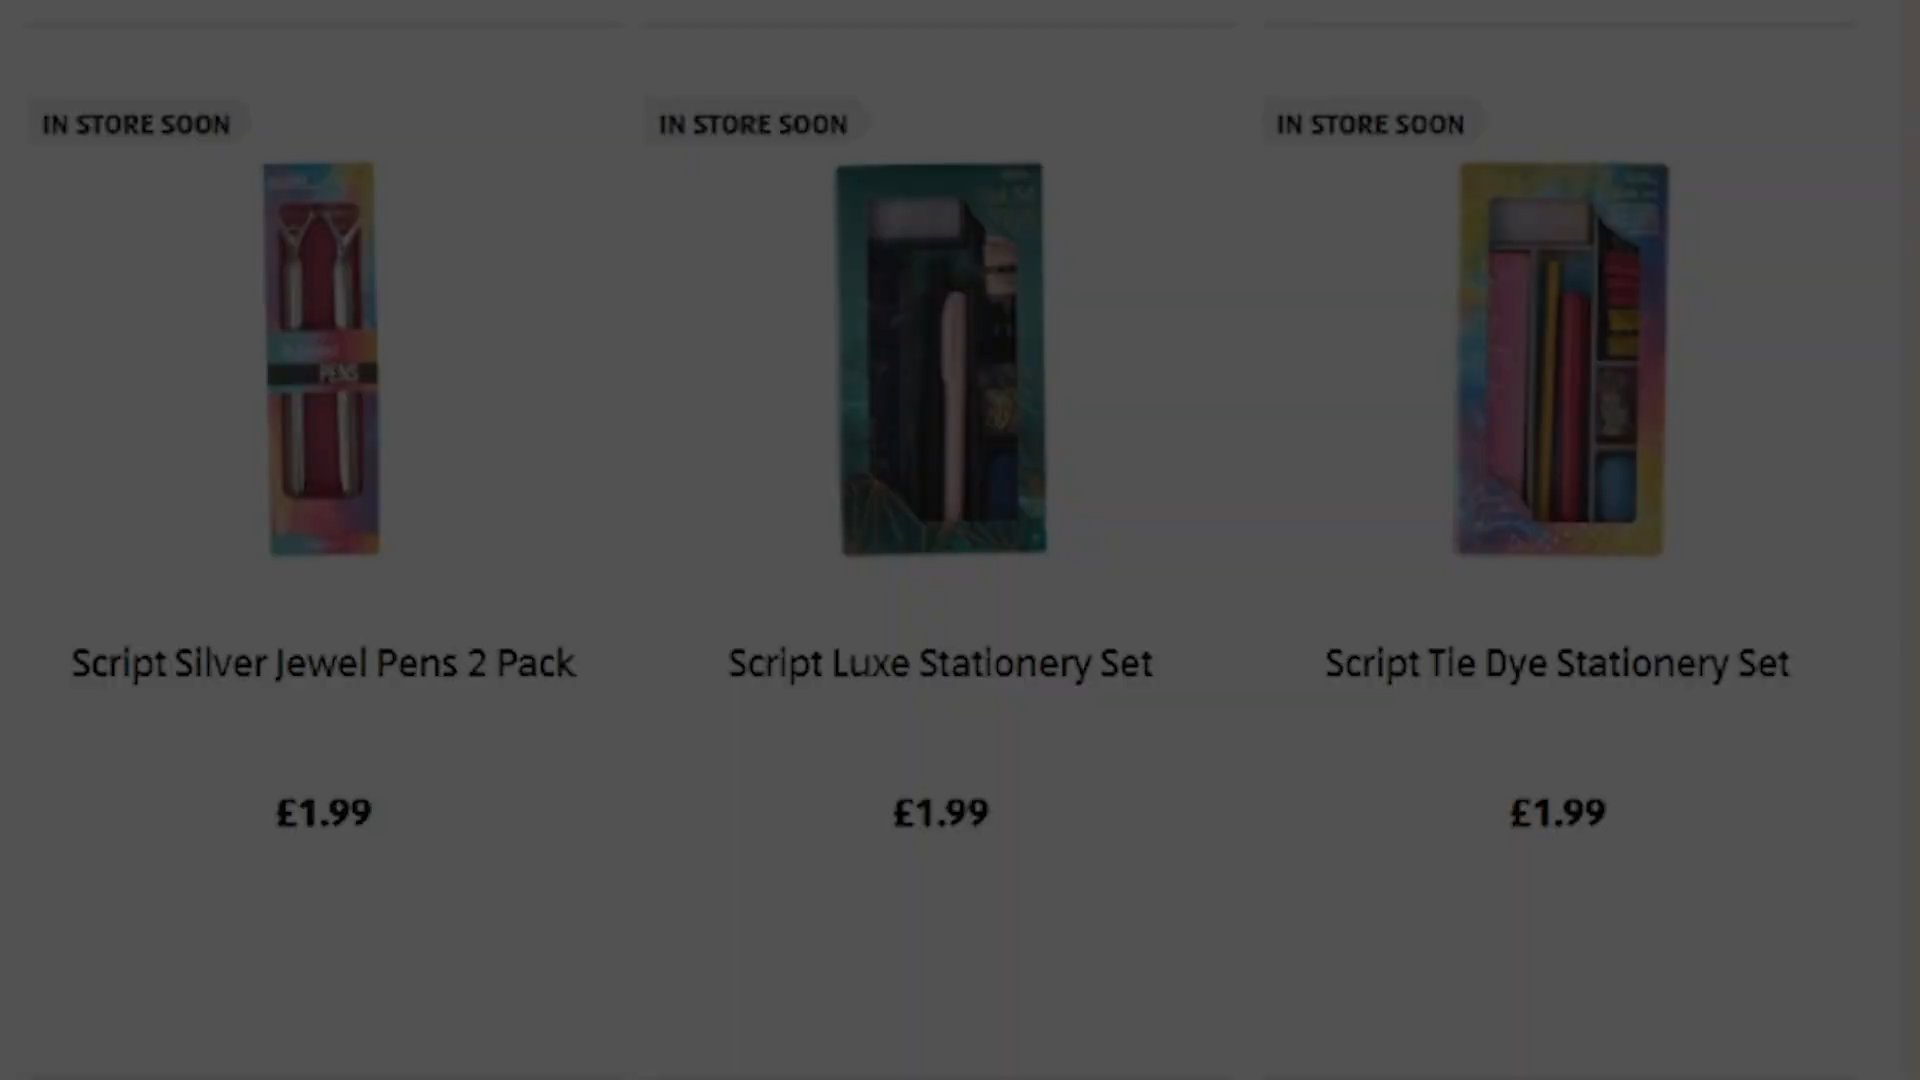 IN STORE SOON
IN STORE SOON
IN STORE SOON
PENS
Script Silver Jewel Pens 2 Pack
Script Luxe Stationery Set
Script Tie Dye Stationery Set
£1.99
£1.99
£1.99